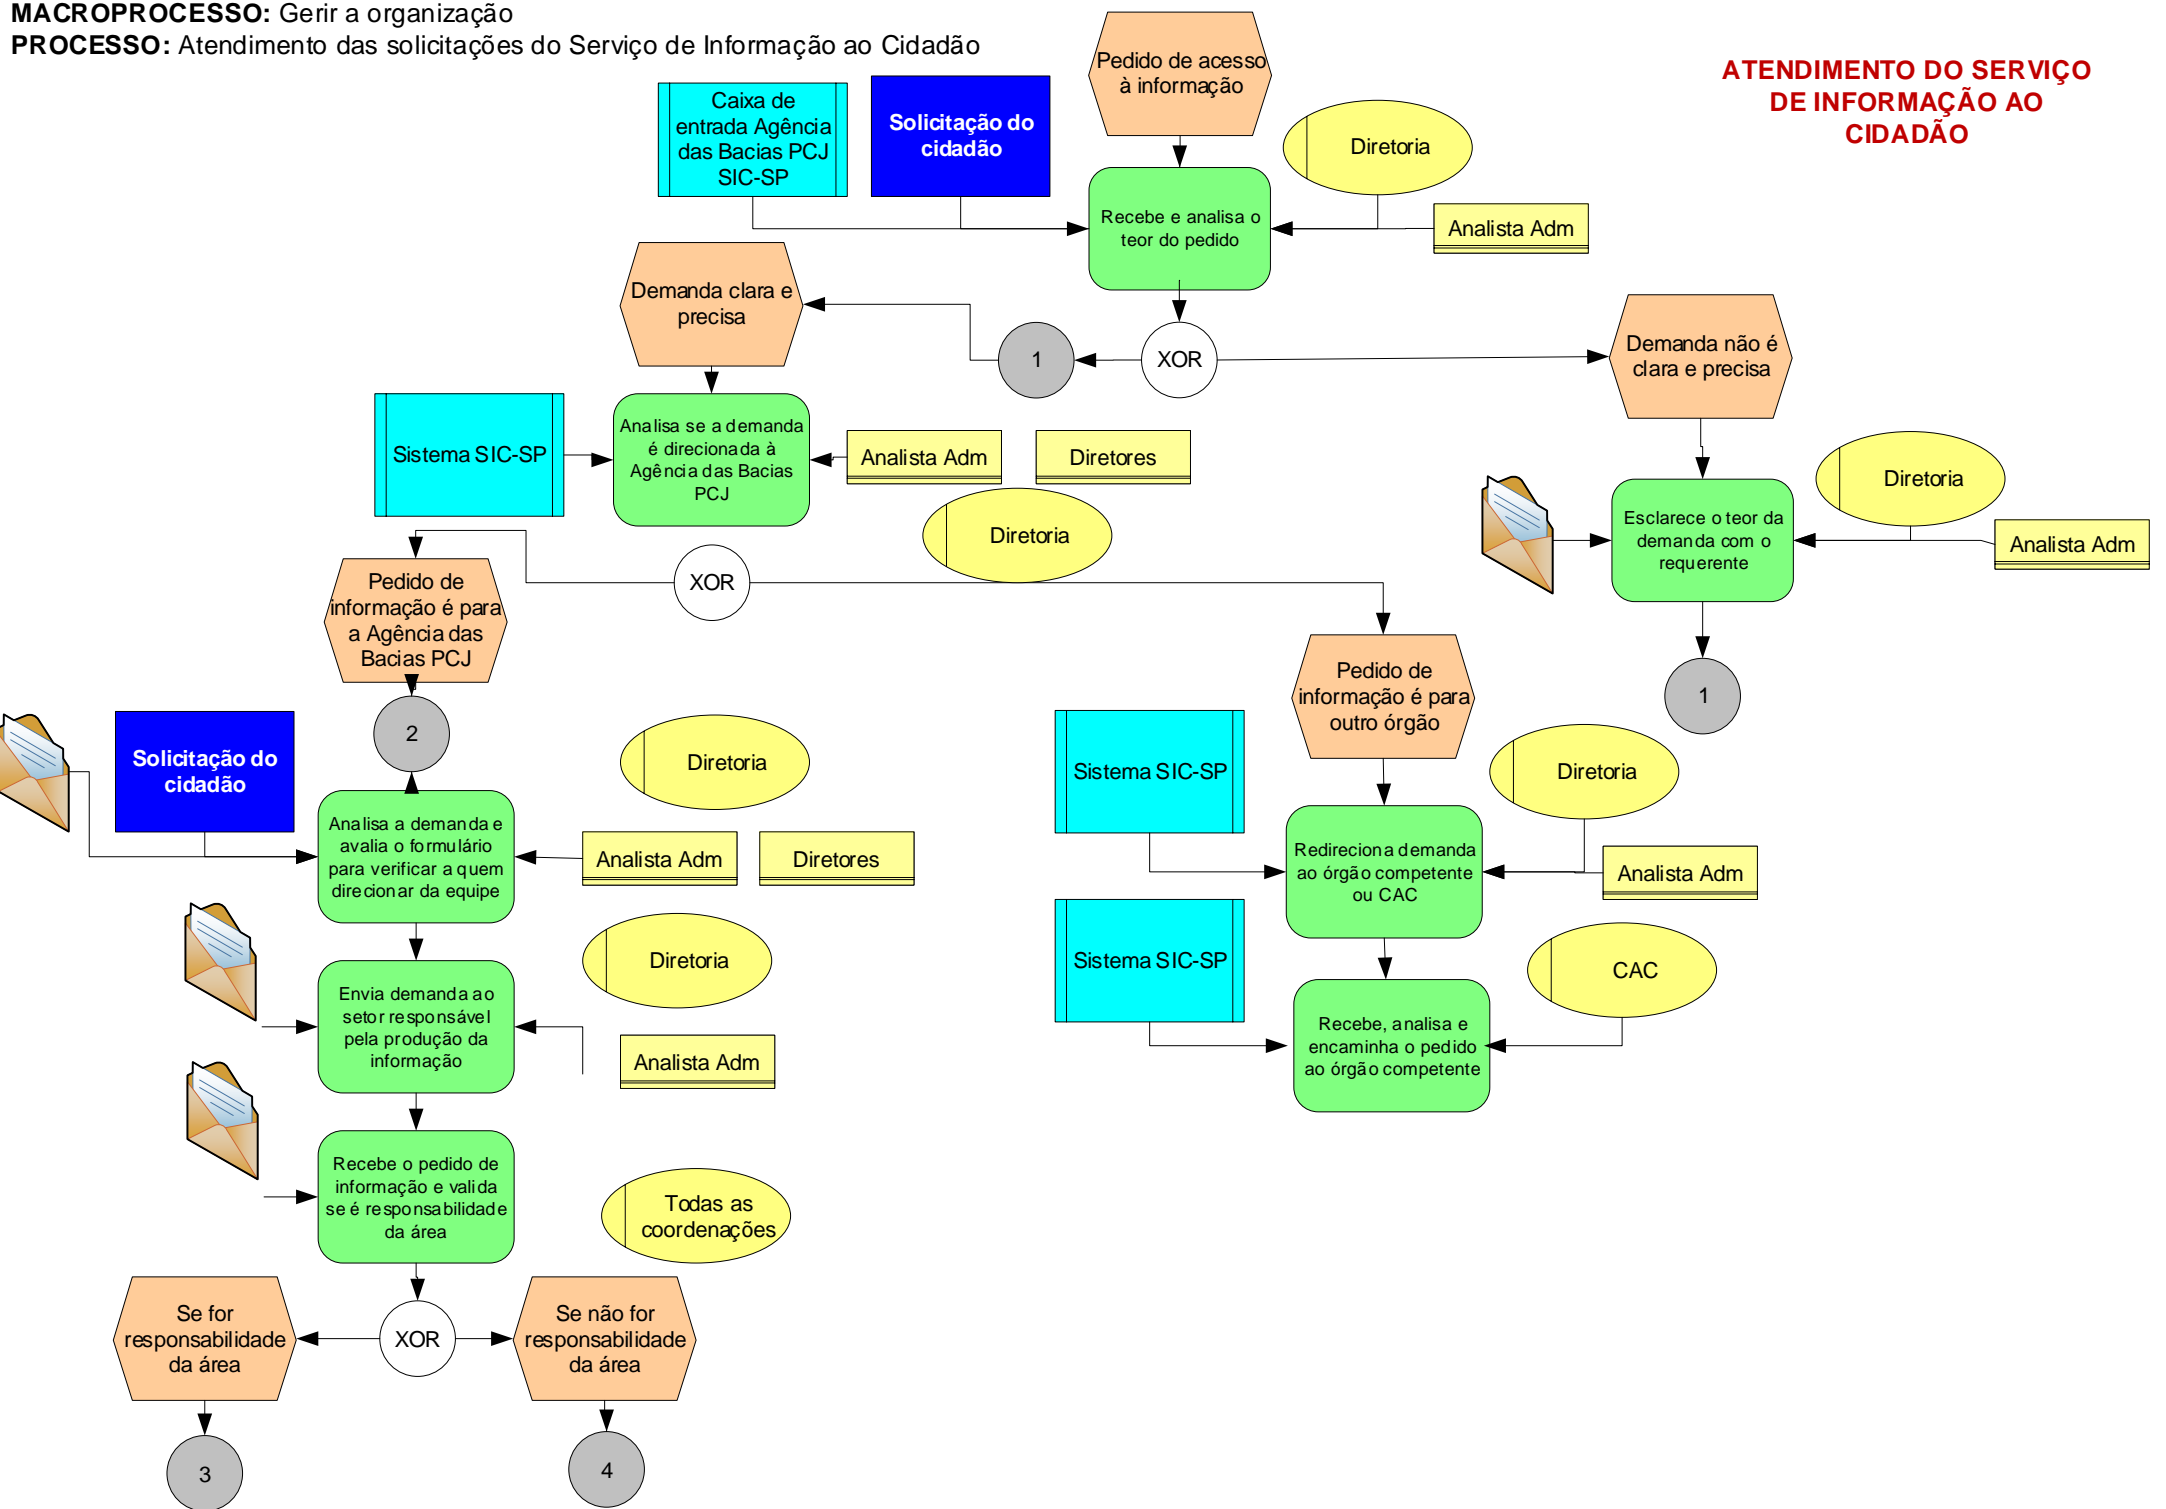 MACROPROCESSO: Gerir a organização
PROCESSO: Atendimento das solicitações do Serviço de Informação ao Cidadão
ATENDIMENTO DO SERVIÇO
DE INFORMAÇÃO AO
CIDADÃO
Pedido de acesso
à informação
Caixa de
entrada Agência
das Bacias PCJ
SIC-SP
Solicitação do
cidadão
Diretoria
Recebe e analisa o
teor do pedido
Analista Adm
Demanda clara e
precisa
1
XOR
Demanda não é
clara e precisa
Sistema SIC-SP
Analisa se a demanda
é direcionada à
Agência das Bacias
PCJ
Analista Adm
Diretores
Diretoria
Diretoria
Esclarece o teor da
demanda com o
requerente
Analista Adm
1
XOR
Pedido de
informação é para
a Agência das
Bacias PCJ
2
Pedido de
informação é para
outro órgão
Solicitação do
cidadão
Diretoria
Analisa a demanda e
avalia o formulário
para verificar a quem
direcionar da equipe
Analista Adm
Diretores
Sistema SIC-SP
Diretoria
Redireciona demanda
ao órgão competente
ou CAC
Analista Adm
Diretoria
Envia demanda ao
setor responsável
pela produção da
informação
Analista Adm
Sistema SIC-SP
CAC
Recebe, analisa e
encaminha o pedido
ao órgão competente
Recebe o pedido de
informação e valida
se é responsabilidade
da área
Todas as
coordenações
Se for
responsabilidade
da área
XOR
Se não for
responsabilidade
da área
3
4